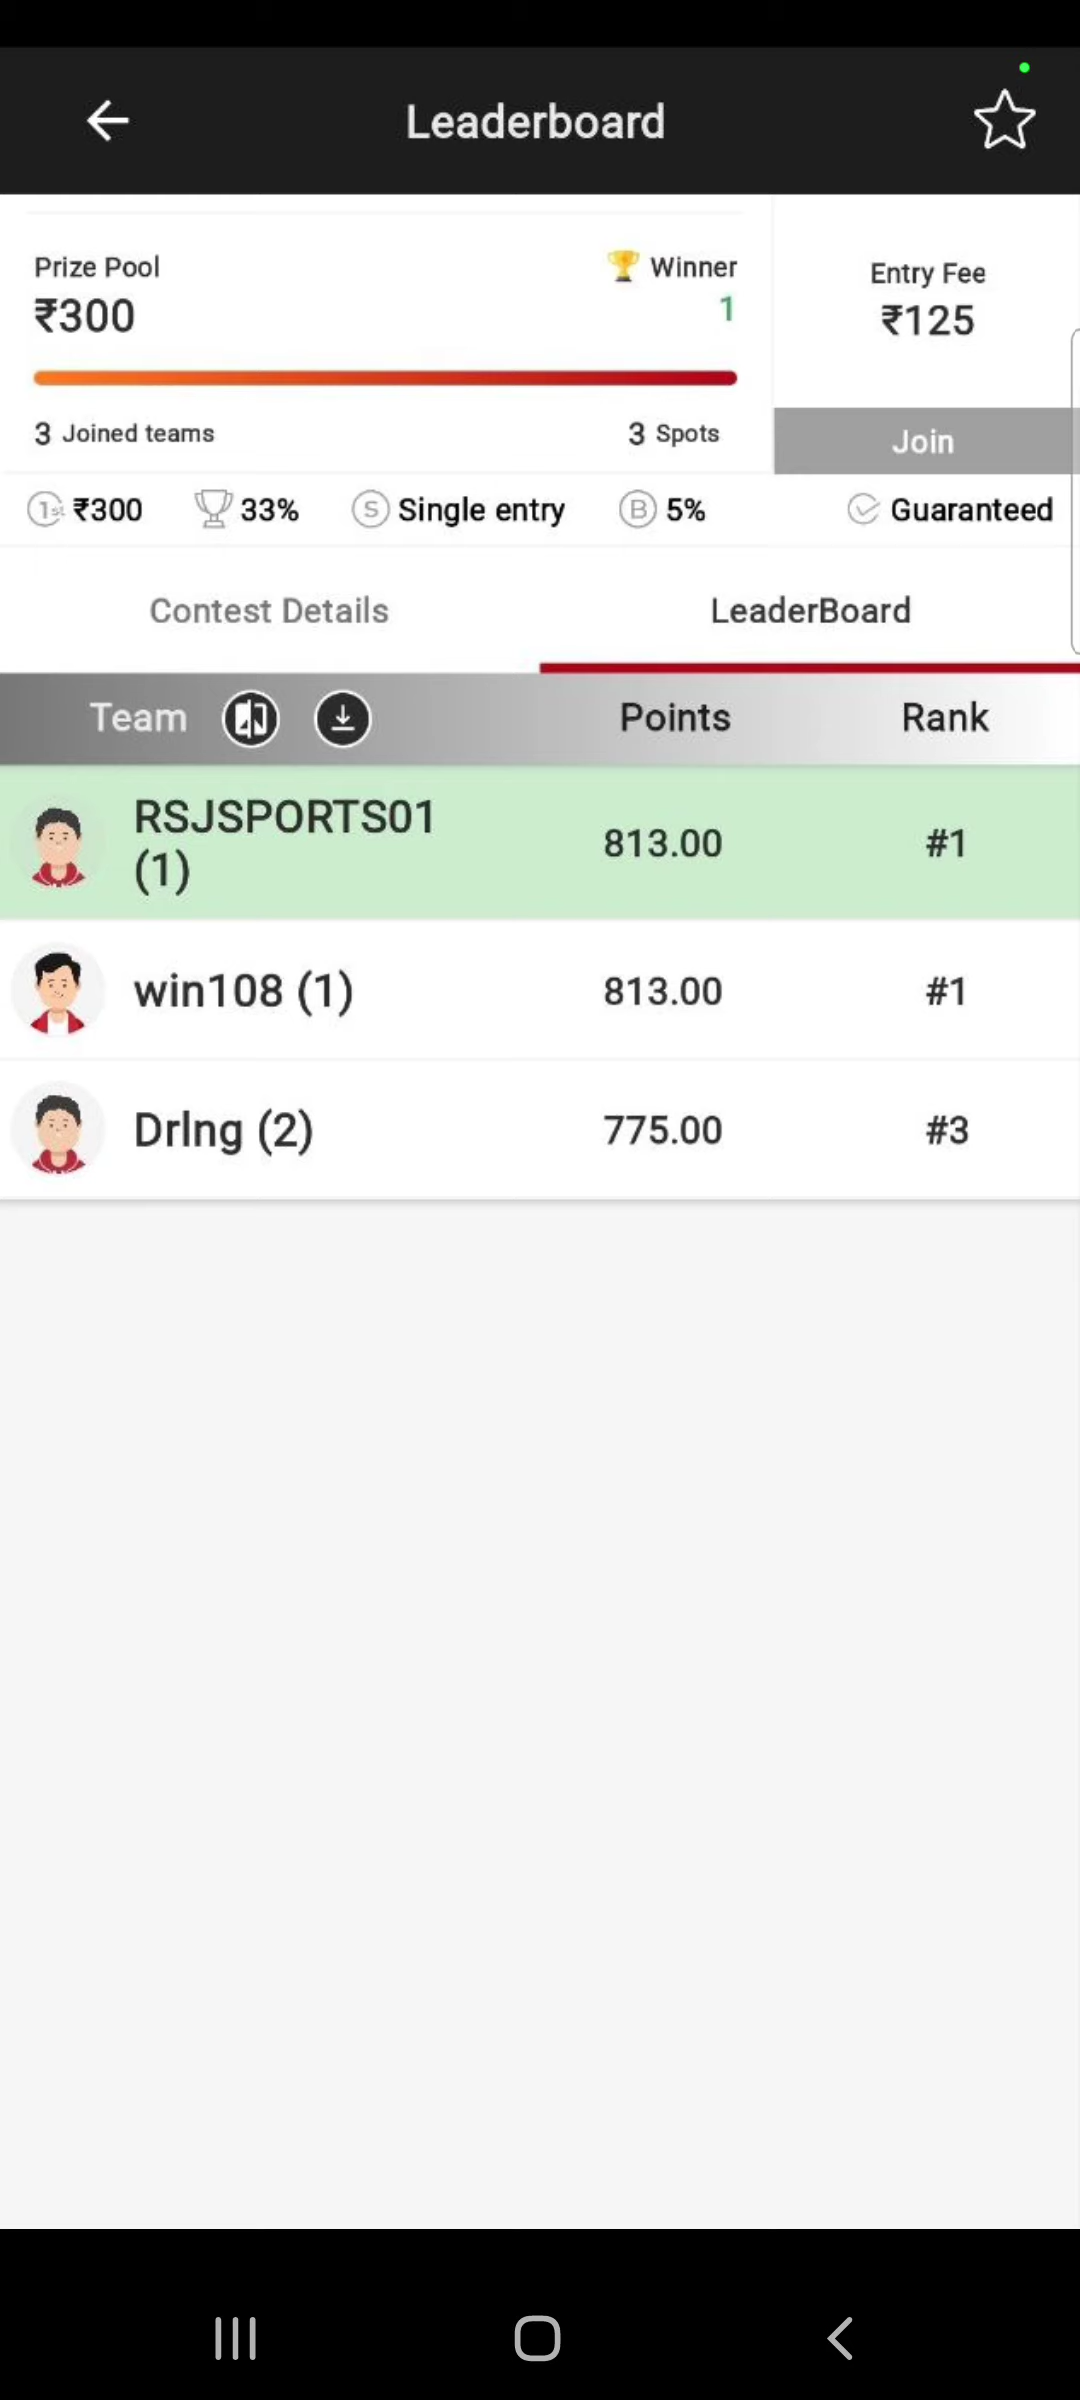 Leaderboard
Prize Pool
₹300
🏆 Winner
1
Entry Fee
₹125
3 Joined teams
3 Spots
Join
1st ₹300
33%
S Single entry
B 5%
Guaranteed
Contest Details
LeaderBoard
Team
Points
Rank
RSJSPORTS01
(1)
813.00
#1
win108 (1)
813.00
#1
Drlng (2)
775.00
#3